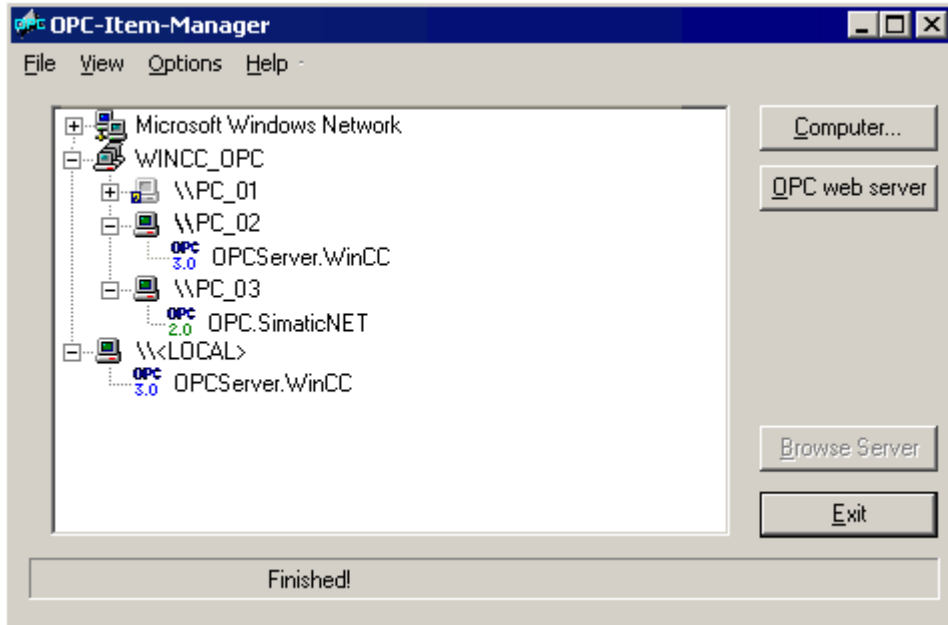 OPC-Item-Manager
File View Options Help
Microsoft Windows Network
WINCC_OPC
\\PC_01
\\PC_02
OPC 3.0 OPCServer.WinCC
\\PC_03
OPC 2.0 OPC.SimaticNET
\\<LOCAL>
OPC 3.0 OPCServer.WinCC
Computer...
OPC web server
Browse Server
Exit
Finished!